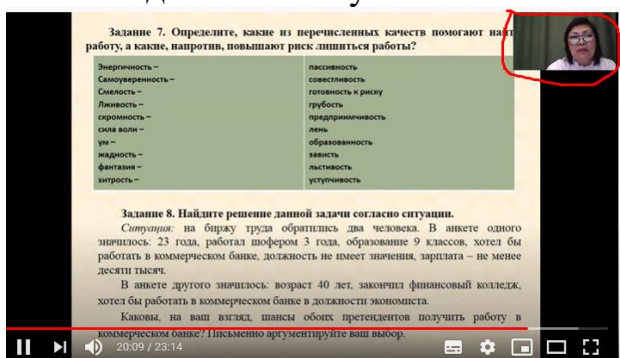 Задание 7. Определите, какие из перечисленных качеств помогают найти
работу, а какие, напротив, повышают риск лишиться работы?
Энергичность –
Самоуверенность –
Смелость –
Лживость –
скромность –
сила воли –
ум –
жадность –
фантазия –
хитрость –
пассивность
совестливость
готовность к риску
грубость
предприимчивость
лень
образованность
зависть
льстивость
уступчивость
Задание 8. Найдите решение данной задачи согласно ситуации.
Ситуация: на биржу труда обратились два человека. В анкете одного
значилось: 23 года, работал шофером 3 года, образование 9 классов, хотел бы
работать в коммерческом банке, должность не имеет значения, зарплата – не менее
десяти тысяч.
В анкете другого значилось: возраст 40 лет, закончил финансовый колледж,
хотел бы работать в коммерческом банке в должности экономиста.
Каковы, на ваш взгляд, шансы обоих претендентов получить работу в
коммерческом банке? Письменно аргументируйте ваш выбор.
20:09 / 23:14